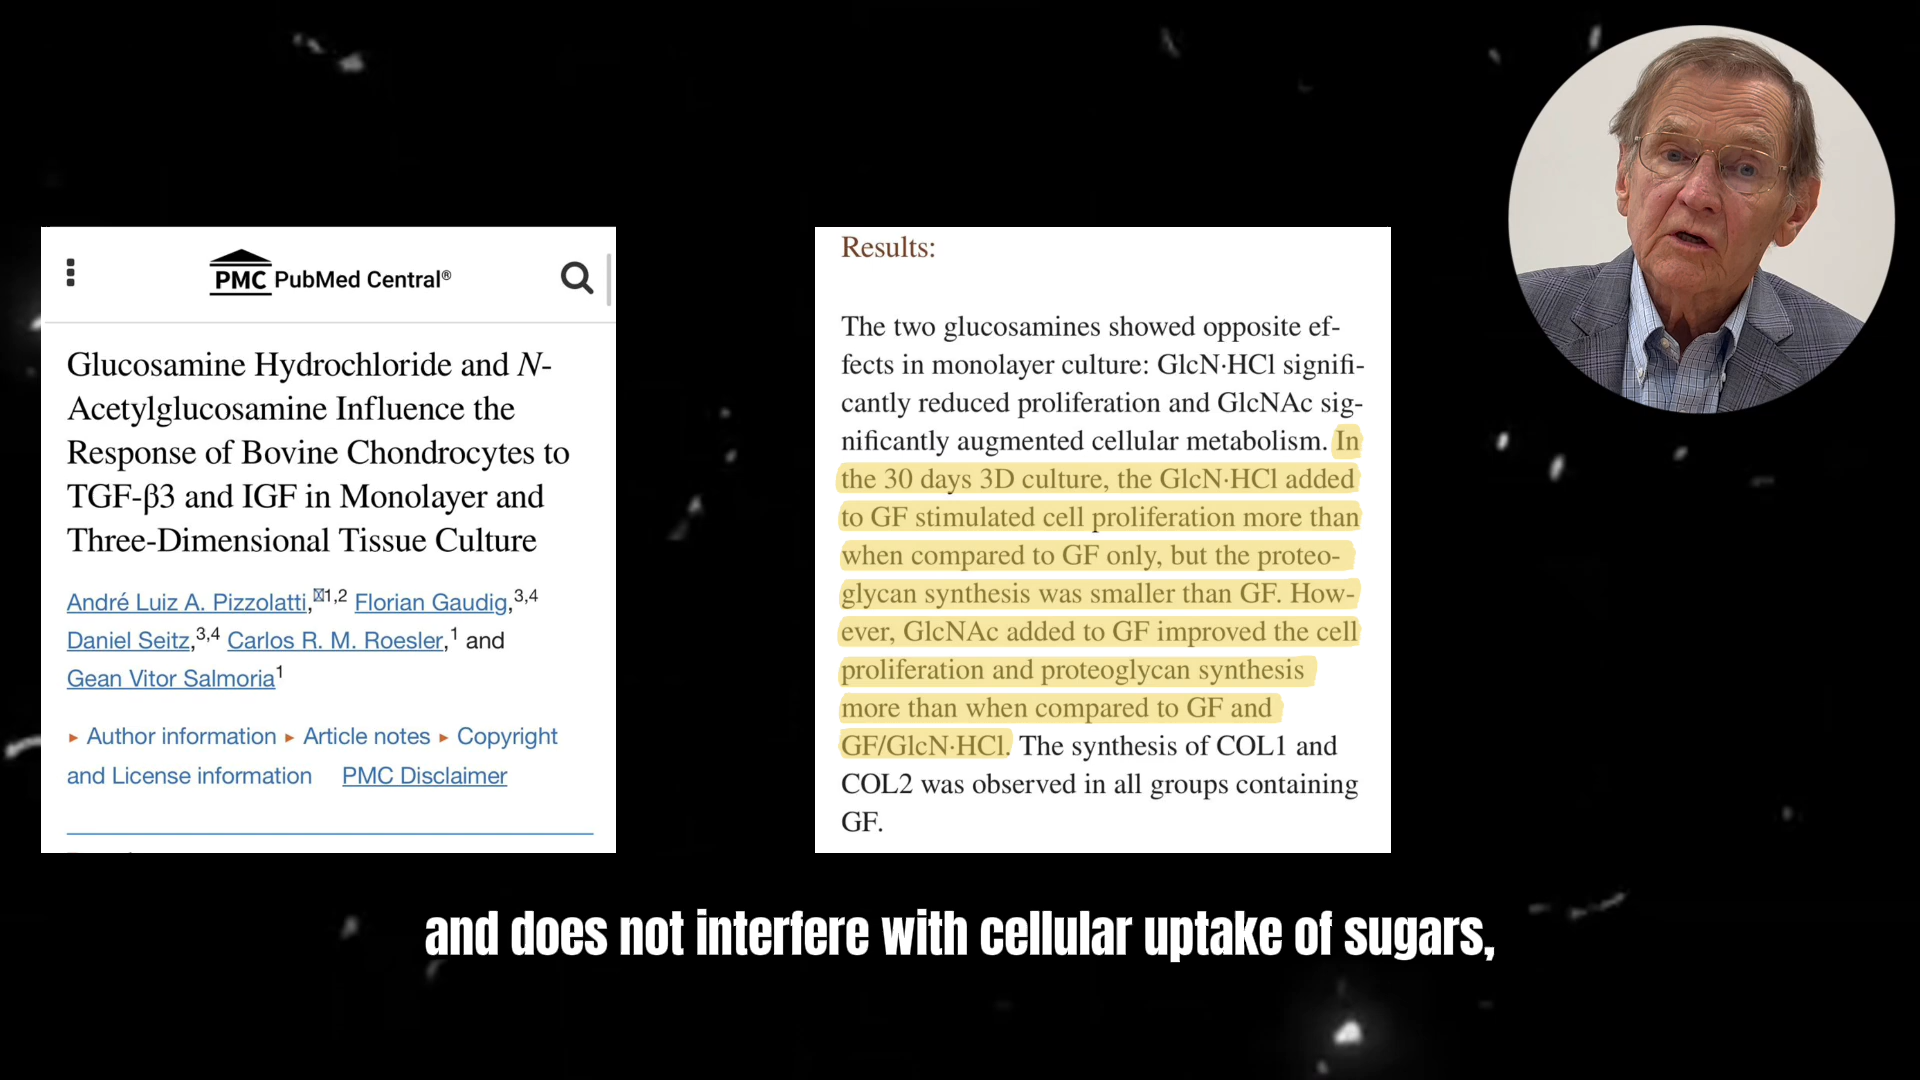 PMC PubMed Central®
Glucosamine Hydrochloride and N-
Acetylglucosamine Influence the
Response of Bovine Chondrocytes to
TGF-β3 and IGF in Monolayer and
Three-Dimensional Tissue Culture
André Luiz A. Pizzolatti,1,2 Florian Gaudig,3,4
Daniel Seitz,3,4 Carlos R. M. Roesler,1 and
Gean Vitor Salmoria1
▸ Author information ▸ Article notes ▸ Copyright
and License information PMC Disclaimer
Results:
The two glucosamines showed opposite ef-
fects in monolayer culture: GlcN·HCl signifi-
cantly reduced proliferation and GlcNAc sig-
nificantly augmented cellular metabolism. In
the 30 days 3D culture, the GlcN·HCl added
to GF stimulated cell proliferation more than
when compared to GF only, but the proteo-
glycan synthesis was smaller than GF. How-
ever, GlcNAc added to GF improved the cell
proliferation and proteoglycan synthesis
more than when compared to GF and
GF/GlcN·HCl. The synthesis of COL1 and
COL2 was observed in all groups containing
GF.
and does not interfere with cellular uptake of sugars,